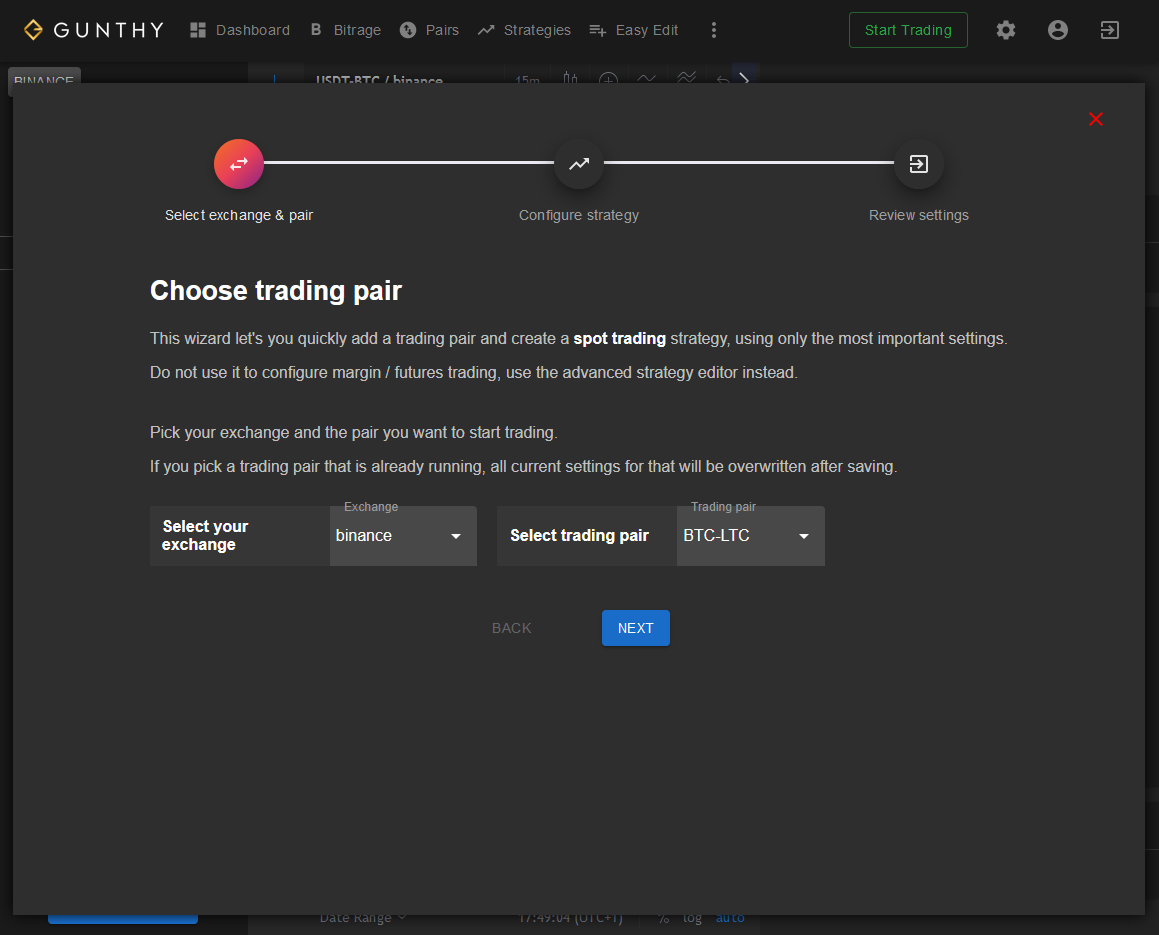 GUNTHY
Dashboard
B Bitrage
Pairs
Strategies
Easy Edit
Start Trading
BINANCE
USDT-BTC / binance
15m
Select exchange & pair
Configure strategy
Review settings
Choose trading pair
This wizard let's you quickly add a trading pair and create a spot trading strategy, using only the most important settings.
Do not use it to configure margin / futures trading, use the advanced strategy editor instead.
Pick your exchange and the pair you want to start trading.
If you pick a trading pair that is already running, all current settings for that will be overwritten after saving.
Select your
exchange
Exchange
binance
Select trading pair
Trading pair
BTC-LTC
BACK
NEXT
Date Range
17:49:04 (UTC+1)
%
log
auto